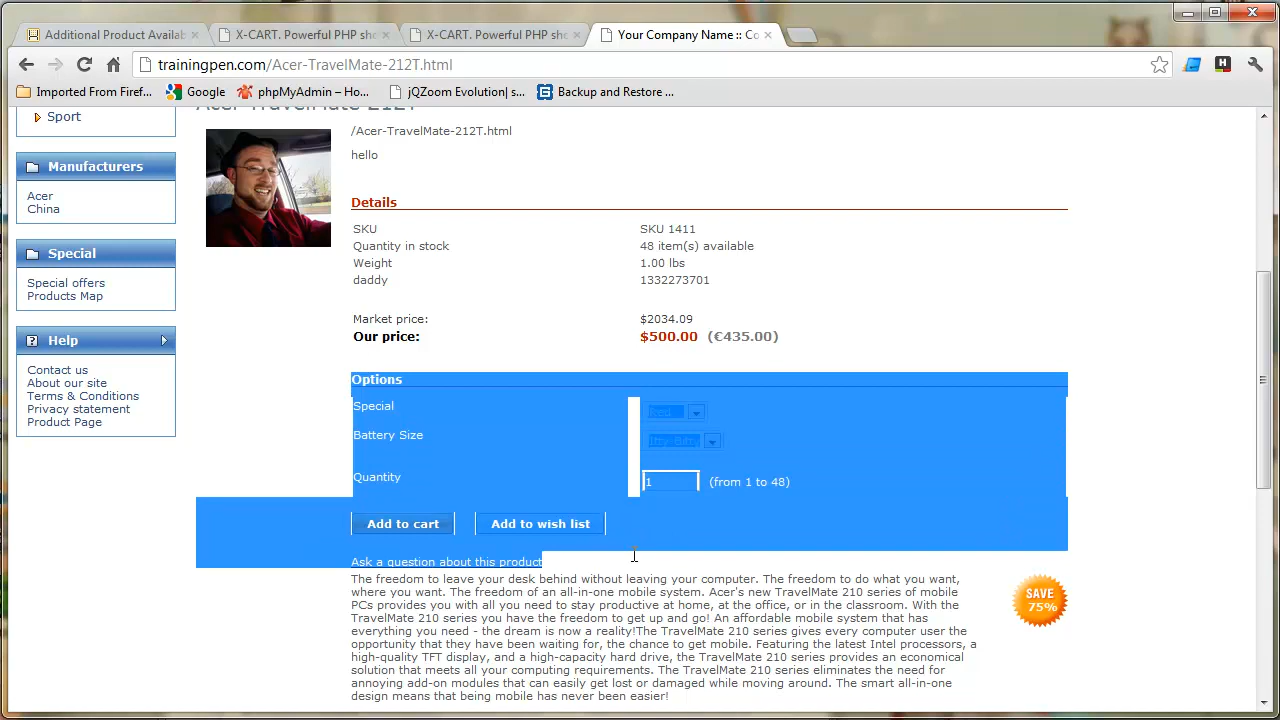 Additional Product Availab
X-CART. Powerful PHP sho
X-CART. Powerful PHP sho
Your Company Name :: Co
trainingpen.com/Acer-TravelMate-212T.html
Imported From Firef...
Google
phpMyAdmin – Ho...
jQZoom Evolution| s...
Backup and Restore ...
Acer TravelMate 212T
Sport
/Acer-TravelMate-212T.html
hello
Manufacturers
Acer
China
Details
SKU SKU 1411
Quantity in stock 48 item(s) available
Weight 1.00 lbs
daddy 1332273701
Special
Special offers
Products Map
Market price: $2034.09
Our price: $500.00 (€435.00)
Help
Contact us
About our site
Terms & Conditions
Privacy statement
Product Page
Options
Special
Battery Size Itty Bitty
Quantity 1 (from 1 to 48)
Add to cart Add to wish list
Ask a question about this product
The freedom to leave your desk behind without leaving your computer. The freedom to do what you want,
where you want. The freedom of an all-in-one mobile system. Acer's new TravelMate 210 series of mobile
PCs provides you with all you need to stay productive at home, at the office, or in the classroom. With the
TravelMate 210 series you have the freedom to get up and go! An affordable mobile system that has
everything you need - the dream is now a reality!The TravelMate 210 series gives every computer user the
opportunity that they have been waiting for, the chance to get mobile. Featuring the latest Intel processors, a
high-quality TFT display, and a high-capacity hard drive, the TravelMate 210 series provides an economical
solution that meets all your computing requirements. The TravelMate 210 series eliminates the need for
annoying add-on modules that can easily get lost or damaged while moving around. The smart all-in-one
design means that being mobile has never been easier!
SAVE
75%